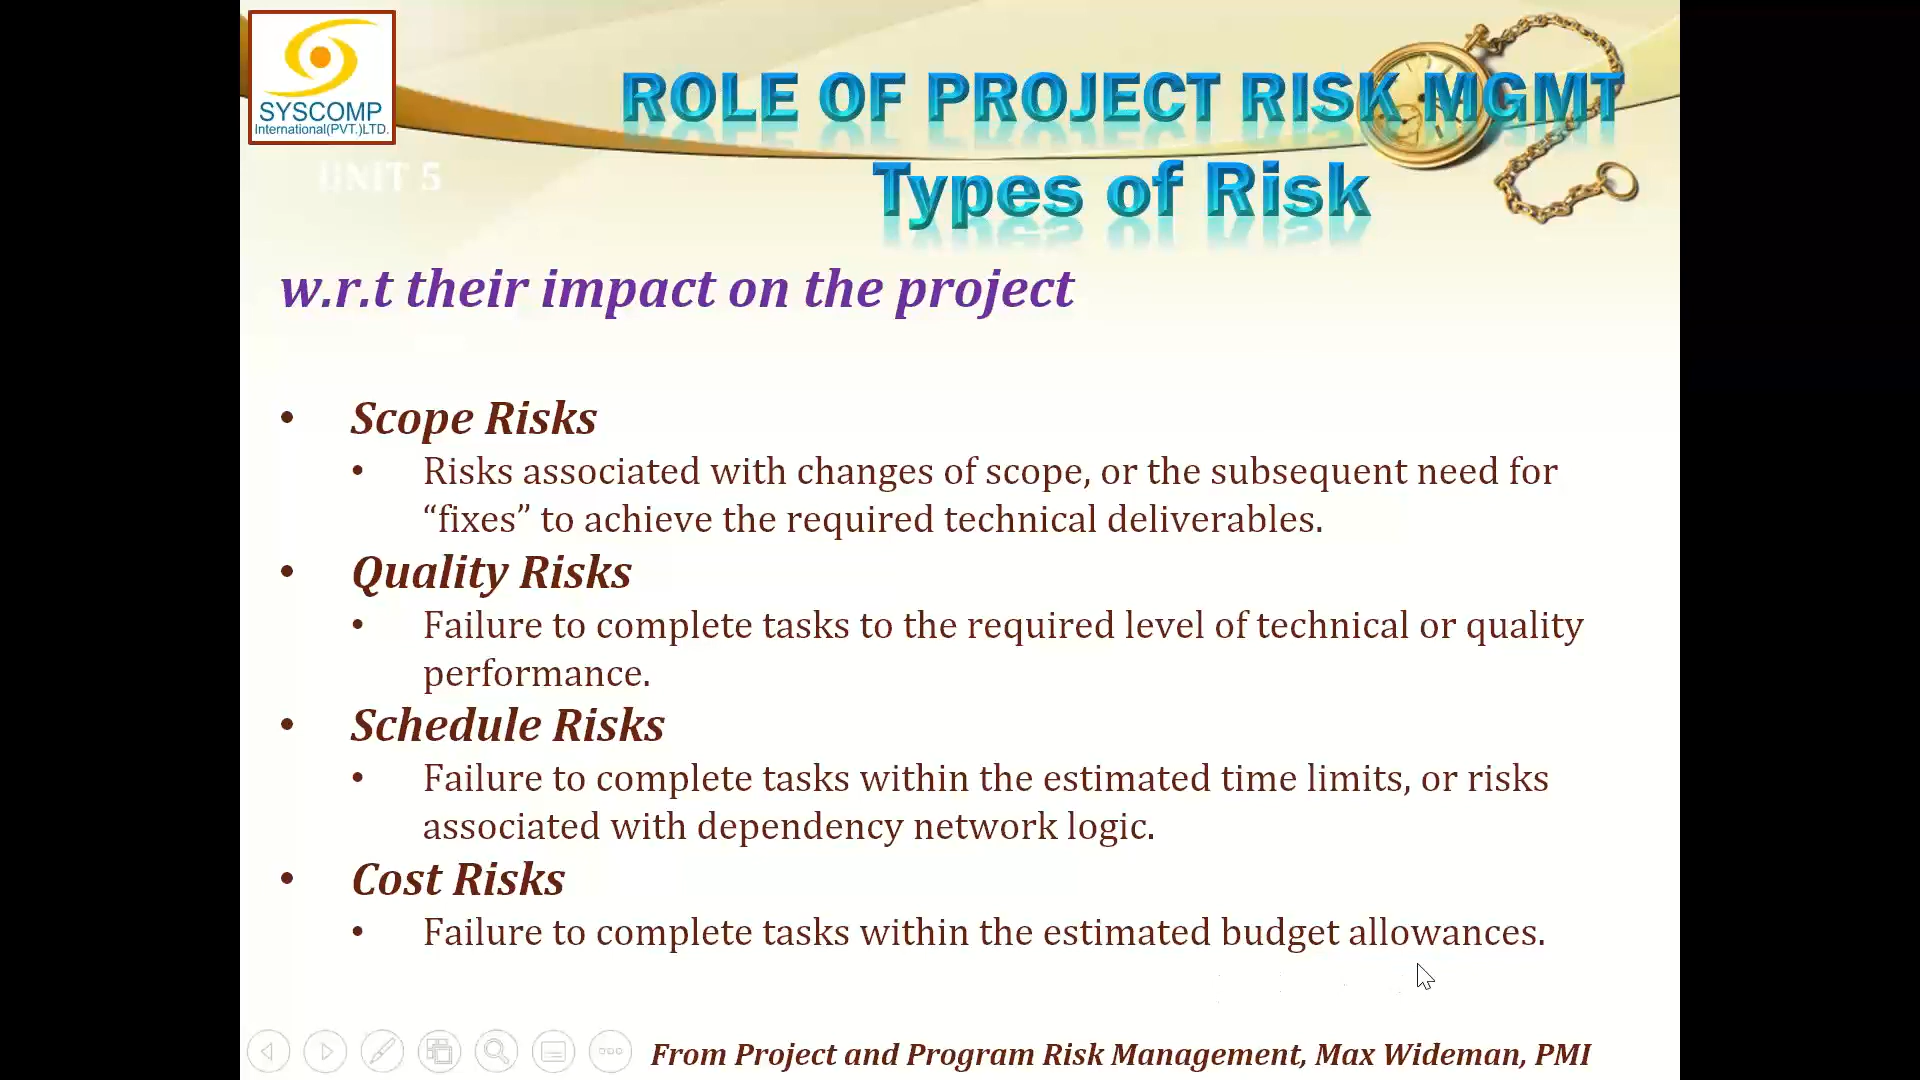 SYSCOMP
International(PVT.)LTD.
UNIT 5
ROLE OF PROJECT RISK MGMT
Types of Risk
w.r.t their impact on the project
• Scope Risks
• Risks associated with changes of scope, or the subsequent need for
“fixes” to achieve the required technical deliverables.
• Quality Risks
• Failure to complete tasks to the required level of technical or quality
performance.
• Schedule Risks
• Failure to complete tasks within the estimated time limits, or risks
associated with dependency network logic.
• Cost Risks
• Failure to complete tasks within the estimated budget allowances.
From Project and Program Risk Management, Max Wideman, PMI